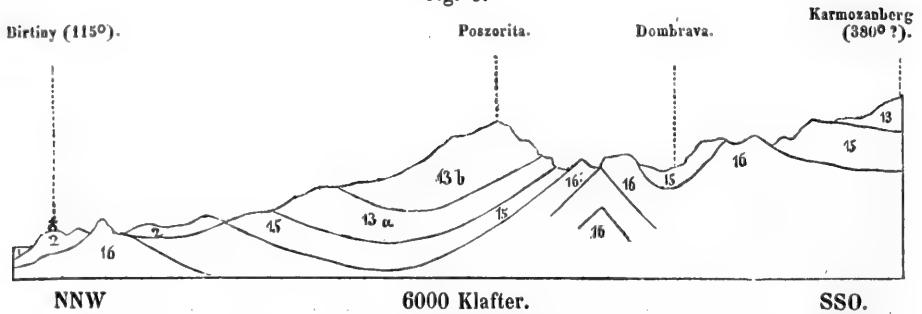 Birtiny (115°).
Poszorita.
Dombrava.
Karmozanberg
(380° ?)
13
15
13 b
16
15
16
16
16
13 a
15
15
2
2
16
NNW
6000 Klafter.
SSO.